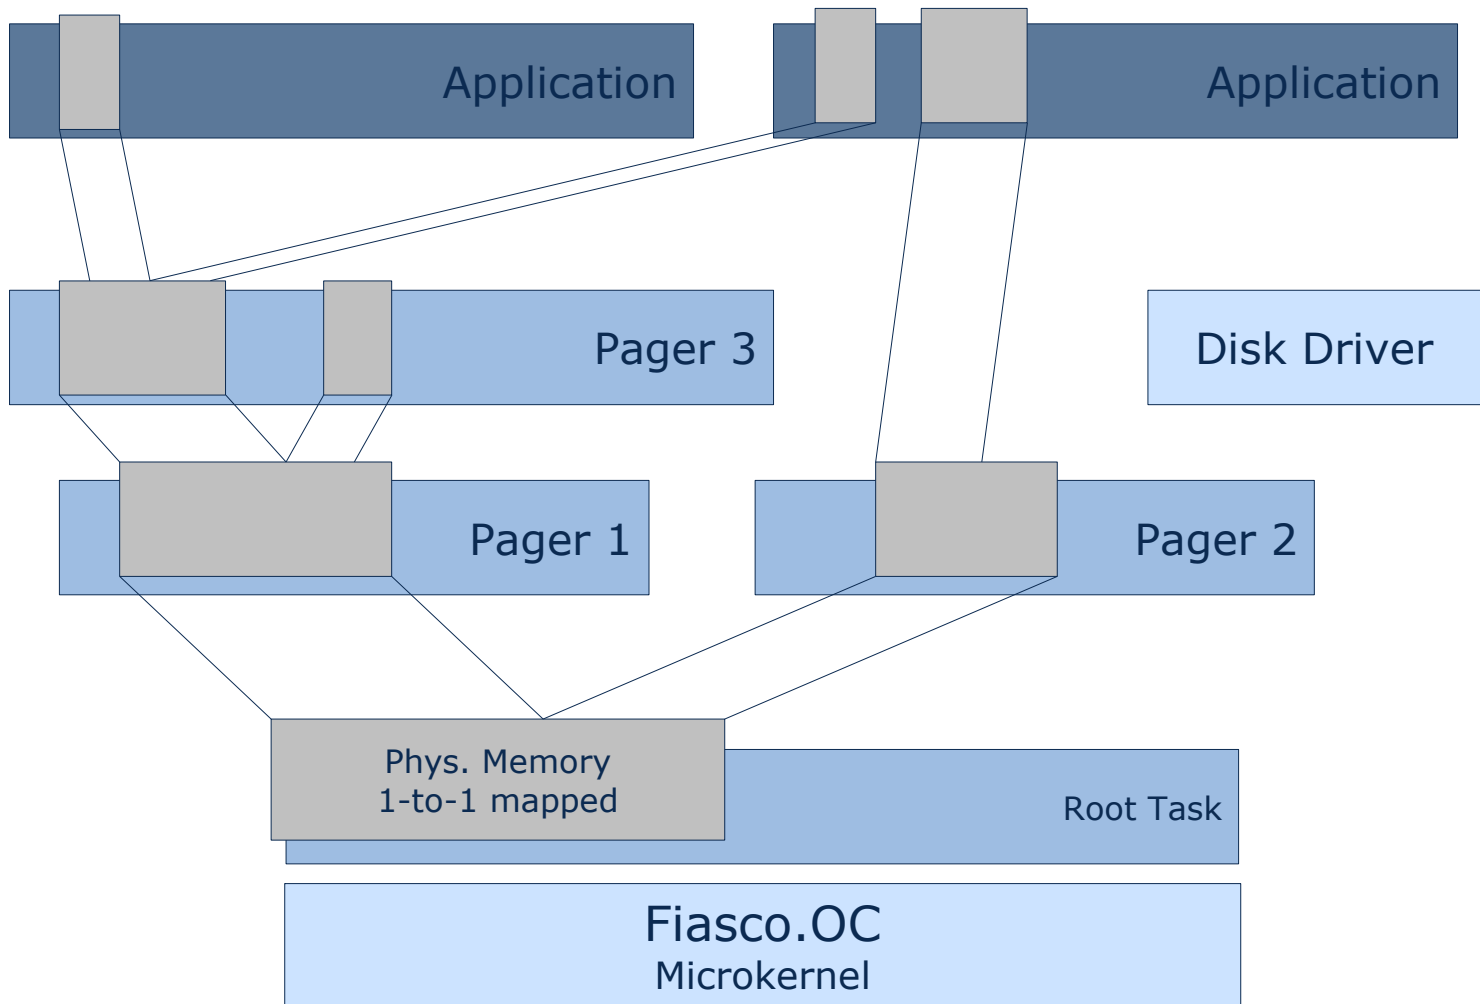 Application
Application
Pager 3
Disk Driver
Pager 1
Pager 2
Phys. Memory
1-to-1 mapped
Root Task
Fiasco.OC
Microkernel